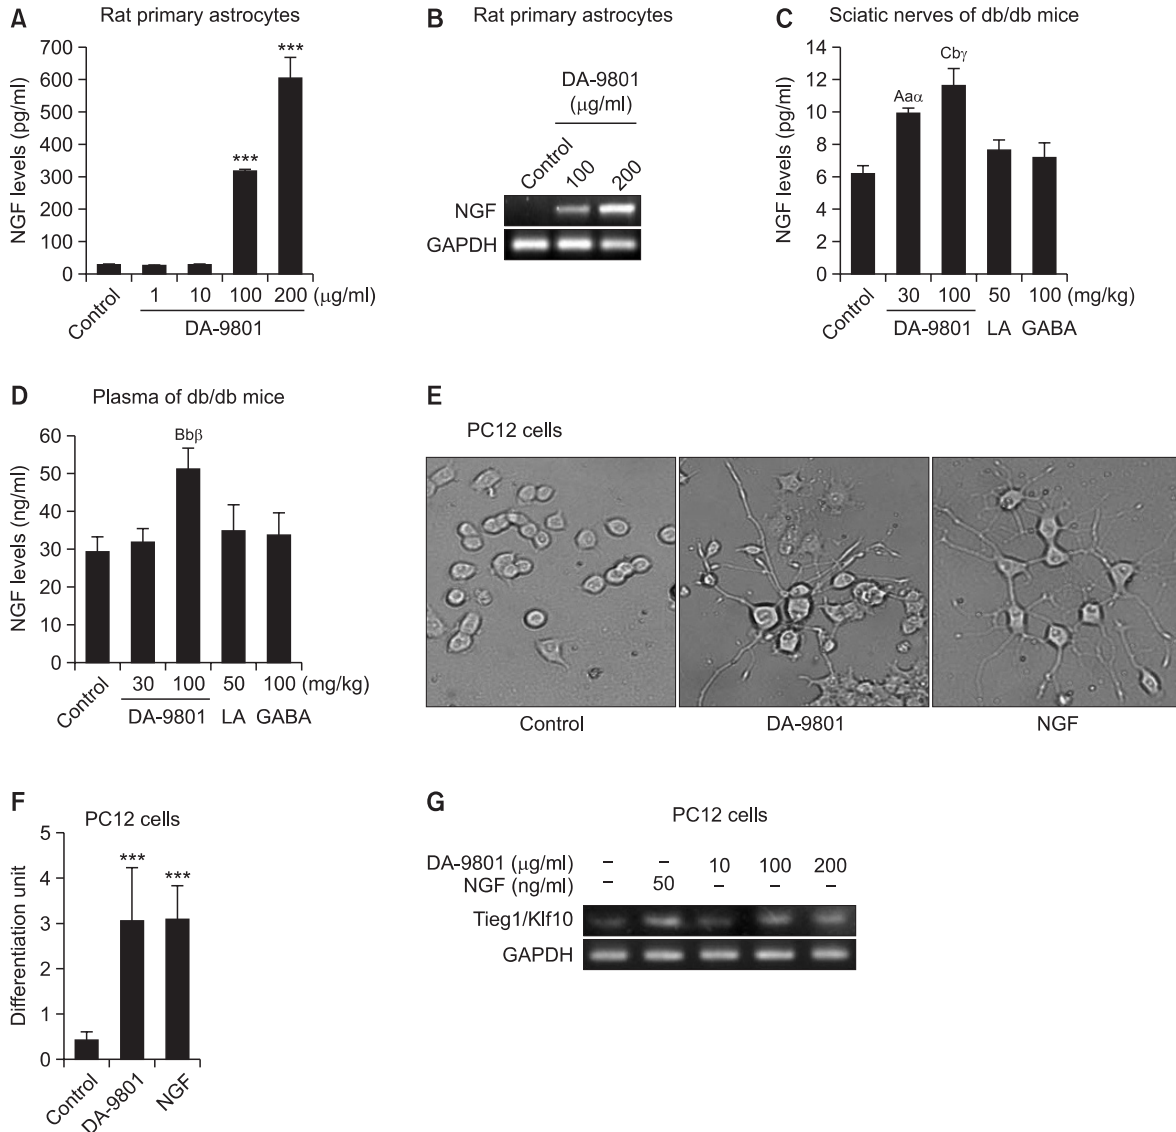 A
Rat primary astrocytes
NGF levels (pg/ml)
700
600
500
400
300
200
100
0
***
***
Control
1 10 100 200 (µg/ml)
DA-9801
B
Rat primary astrocytes
DA-9801
(µg/ml)
Control
100
200
NGF
GAPDH
C
Sciatic nerves of db/db mice
NGF levels (pg/ml)
14
12
10
8
6
4
2
0
Aaα
Cbγ
Control
30 100 50 100 (mg/kg)
DA-9801 LA GABA
D
Plasma of db/db mice
NGF levels (ng/ml)
60
50
40
30
20
10
0
Bbβ
Control
30 100 50 100 (mg/kg)
DA-9801 LA GABA
E
PC12 cells
Control DA-9801 NGF
F
PC12 cells
Differentiation unit
5
4
3
2
1
0
***
***
Control
DA-9801
NGF
G
PC12 cells
DA-9801 (µg/ml) – – 10 100 200
NGF (ng/ml) – 50 – – –
Tieg1/Klf10
GAPDH